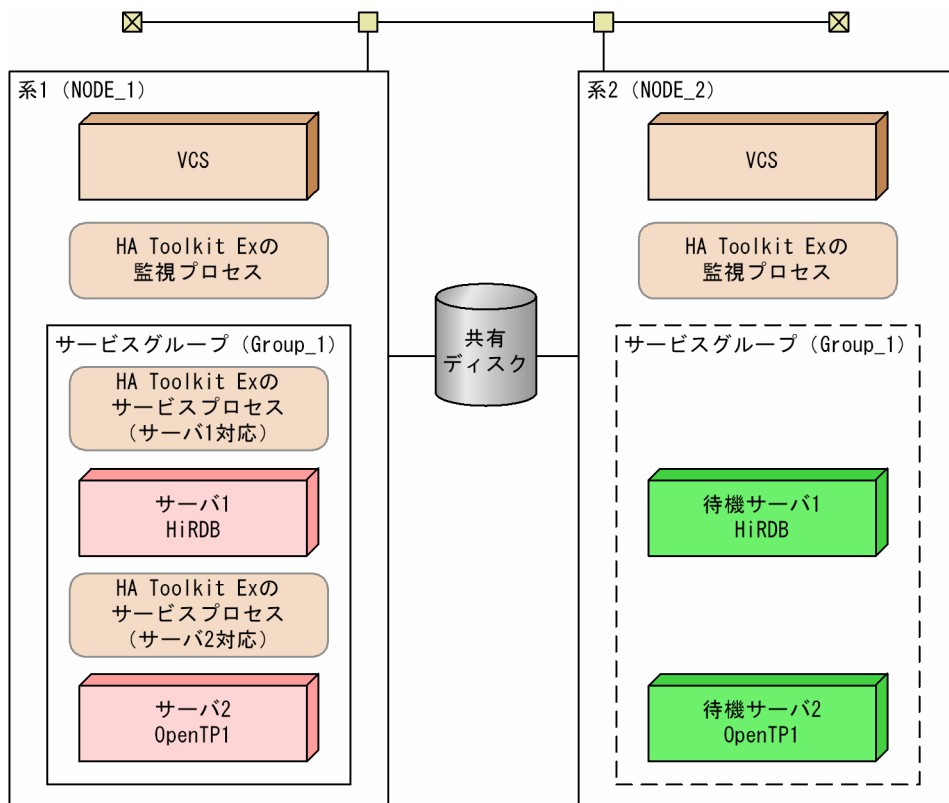 系1（NODE_1）
VCS
HA Toolkit Exの
監視プロセス
サービスグループ（Group_1）
HA Toolkit Exの
サービスプロセス
（サーバ1対応）
サーバ1
HiRDB
HA Toolkit Exの
サービスプロセス
（サーバ2対応）
サーバ2
OpenTP1
共有
ディスク
系2（NODE_2）
VCS
HA Toolkit Exの
監視プロセス
サービスグループ（Group_1）
待機サーバ1
HiRDB
待機サーバ2
OpenTP1